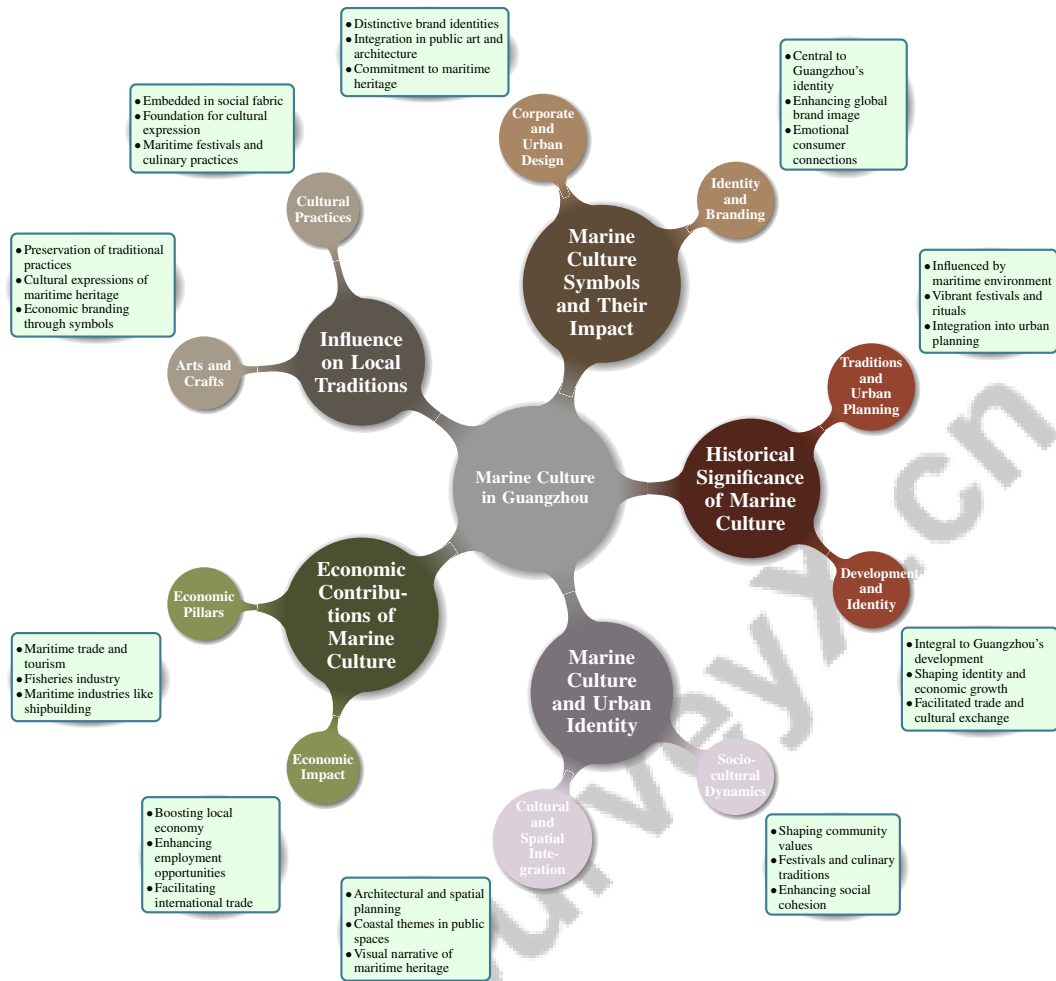 ● Distinctive brand identities
● Integration in public art and
architecture
● Commitment to maritime
heritage
● Central to
Guangzhou's
identity
● Enhancing global
brand image
● Emotional
consumer
connections
● Embedded in social fabric
● Foundation for cultural
expression
● Maritime festivals and
culinary practices
Corporate
and
Urban
Design
Identity
and
Branding
Cultural
Practices
Marine
Culture
Symbols
and Their
Impact
● Preservation of traditional
practices
● Cultural expressions of
maritime heritage
● Economic branding
through symbols
● Influenced by
maritime environment
● Vibrant festivals and
rituals
● Integration into urban
planning
Influence
on Local
Traditions
Arts and
Crafts
Traditions
and
Urban
Planning
Marine Culture
in Guangzhou
Historical
Significance
of Marine
Culture
Development
and
Identity
Economic
Contribu-
tions of
Marine
Culture
Economic
Pillars
● Maritime trade and
tourism
● Fisheries industry
● Maritime industries like
shipbuilding
● Integral to Guangzhou's
development
● Shaping identity and
economic growth
● Facilitated trade and
cultural exchange
Marine
Culture
and Urban
Identity
Economic
Impact
Socio-
cultural
Dynamics
Cultural
and
Spatial
Inte-
gration
● Boosting local
economy
● Enhancing
employment
opportunities
● Facilitating
international trade
● Architectural and spatial
planning
● Coastal themes in public
spaces
● Visual narrative of
maritime heritage
● Shaping community
values
● Festivals and culinary
traditions
● Enhancing social
cohesion